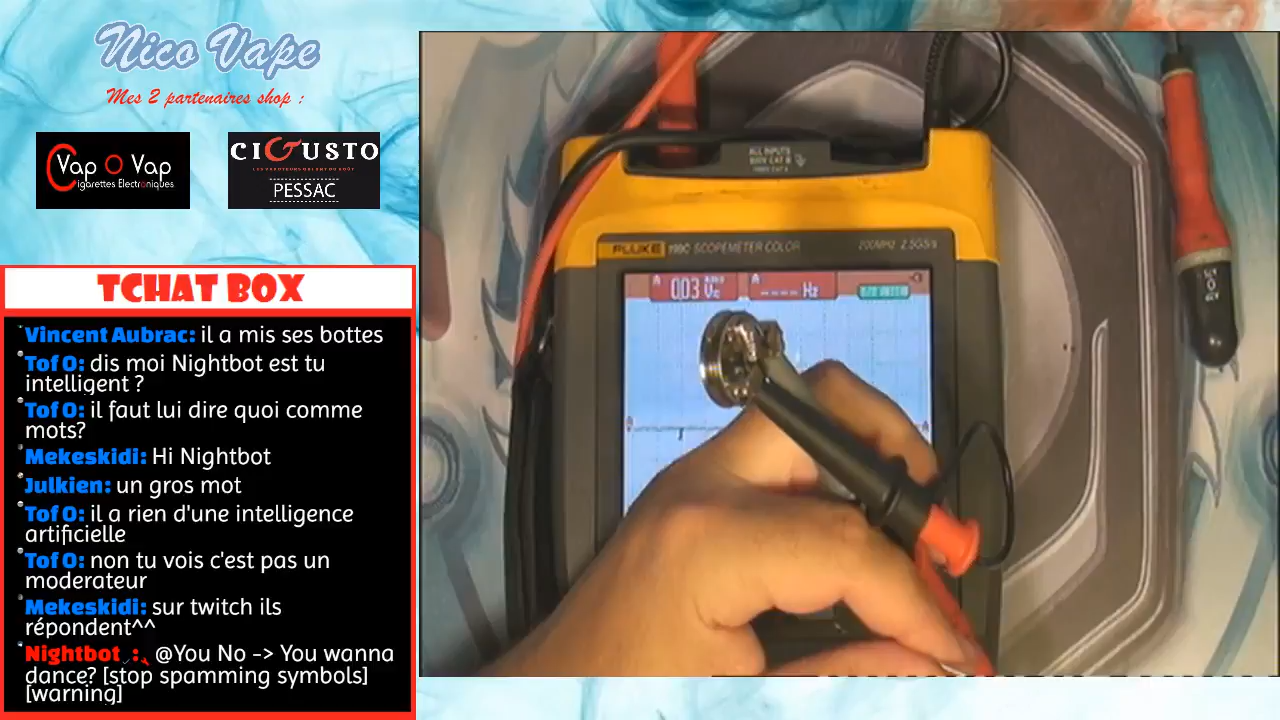 Nico Vape
Mes 2 partenaires shop :
Vap O Vap
Cigarettes Electroniques
CIGUSTO
PESSAC
TCHAT BOX
Vincent Aubrac: il a mis ses bottes
Tof O: dis moi Nightbot est tu
intelligent ?
Tof O: il faut lui dire quoi comme
mots?
Mekeskidi: Hi Nightbot
Julkien: un gros mot
Tof O: il a rien d'une intelligence
artificielle
Tof O: non tu vois c'est pas un
moderateur
Mekeskidi: sur twitch ils
répondent^^
Nightbot : @You No -> You wanna
dance? [stop spamming symbols]
[warning]
ALL INPUTS
FLUKE 199C SCOPEMETER COLOR 200MHz 2.5GS/s
A 0.03 A ---- Hz